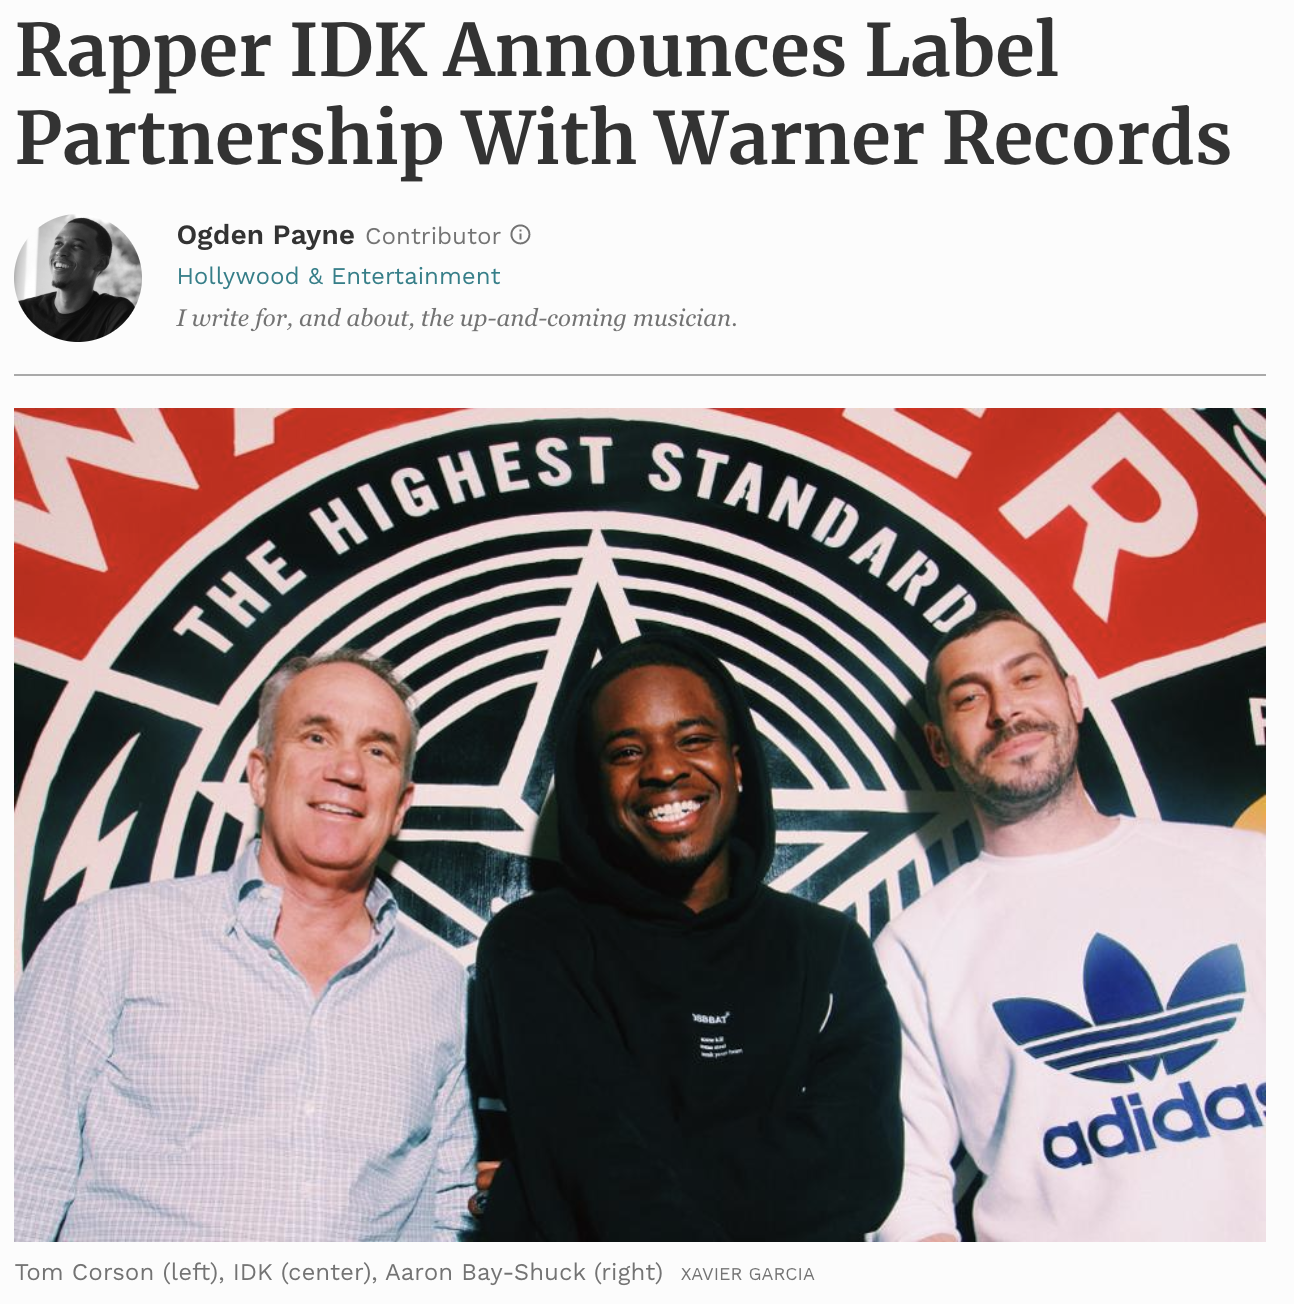 Rapper IDK Announces Label
Partnership With Warner Records
Ogden Payne Contributor
Hollywood & Entertainment
I write for, and about, the up-and-coming musician.
THE HIGHEST STANDARD
adidas
Tom Corson (left), IDK (center), Aaron Bay-Shuck (right) XAVIER GARCIA